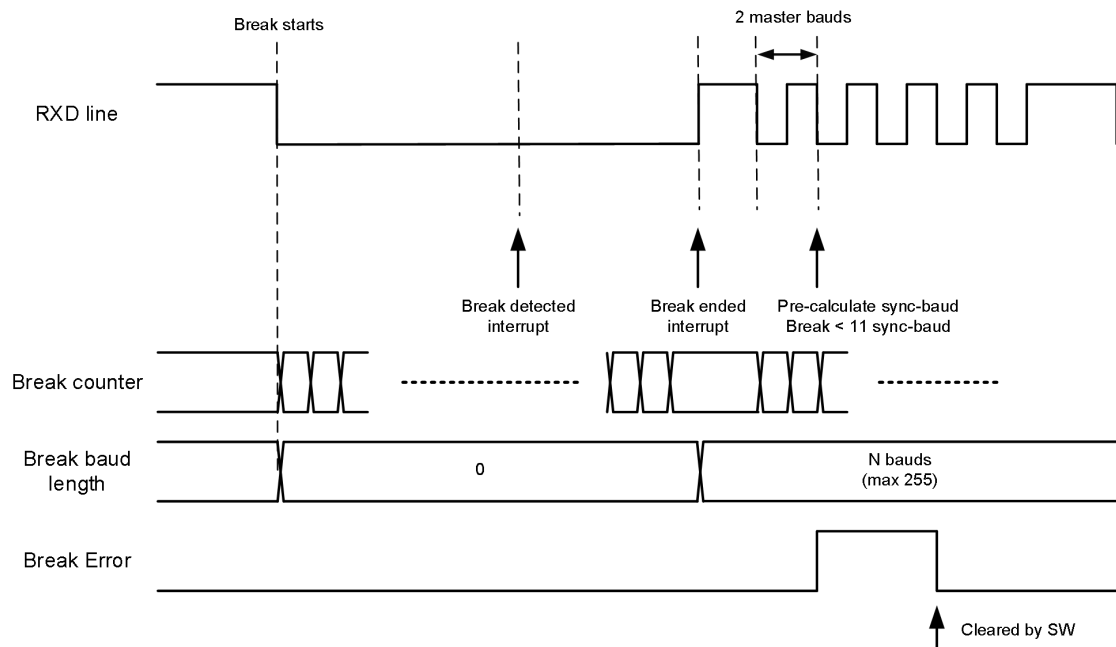 Break starts
2 master bauds
RXD line
Break detected
interrupt
Break ended
interrupt
Pre-calculate sync-baud
Break < 11 sync-baud
Break counter
Break baud
length
0
N bauds
(max 255)
Break Error
Cleared by SW